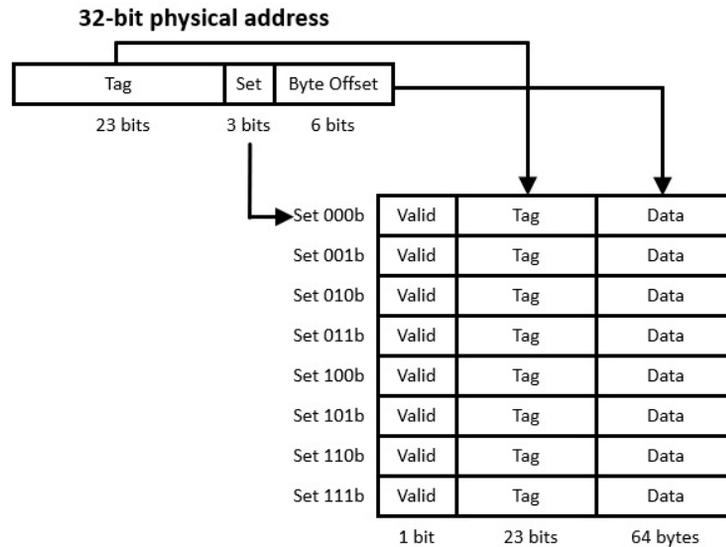 32-bit physical address
Tag Set Byte Offset
23 bits 3 bits 6 bits
Set 000b Valid Tag Data
Set 001b Valid Tag Data
Set 010b Valid Tag Data
Set 011b Valid Tag Data
Set 100b Valid Tag Data
Set 101b Valid Tag Data
Set 110b Valid Tag Data
Set 111b Valid Tag Data
1 bit 23 bits 64 bytes